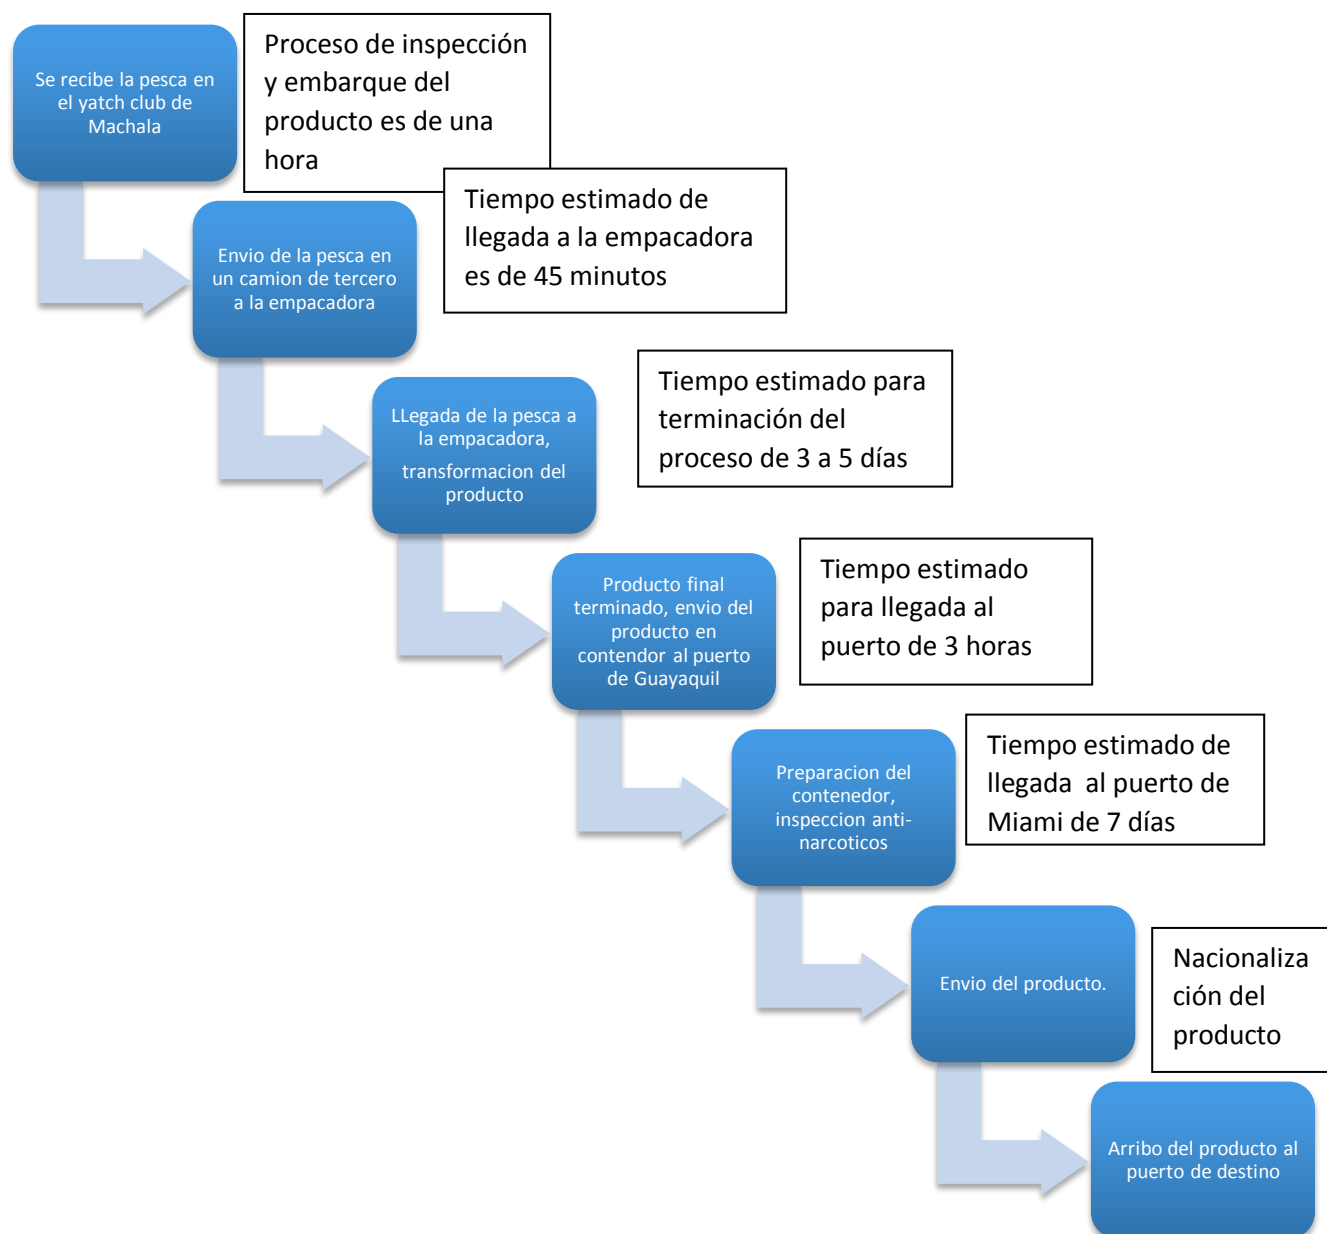 Se recibe la pesca en
el yatch club de
Machala
Proceso de inspección
y embarque del
producto es de una
hora
Envio de la pesca en
un camion de tercero
a la empacadora
Tiempo estimado de
llegada a la empacadora
es de 45 minutos
LLegada de la pesca a
la empacadora,
transformacion del
producto
Tiempo estimado para
terminación del
proceso de 3 a 5 días
Producto final
terminado, envio del
producto en
contendor al puerto
de Guayaquil
Tiempo estimado
para llegada al
puerto de 3 horas
Preparacion del
contenedor,
inspeccion anti-
narcoticos
Tiempo estimado de
llegada  al puerto de
Miami de 7 días
Envio del producto.
Nacionaliza
ción del
producto
Arribo del producto al
puerto de destino